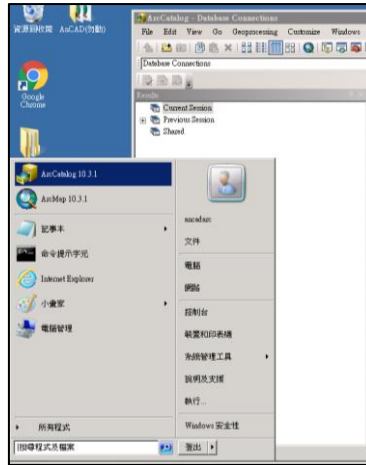 資源回收筒 AnCAD(勿動)
ArcCatalog - Database Connections
File Edit View Go Geoprocessing Customize Windows
Database Connections
Google Chrome
Results
Current Session
Previous Session
Shared
ArcCatalog 10.3.1
ArcMap 10.3.1
記事本
命令提示字元
Internet Explorer
小畫家
電腦管理
所有程式
搜尋程式及檔案
文件
電腦
網路
控制台
裝置和印表機
系統管理工具
說明及支援
執行...
Windows 安全性
登出